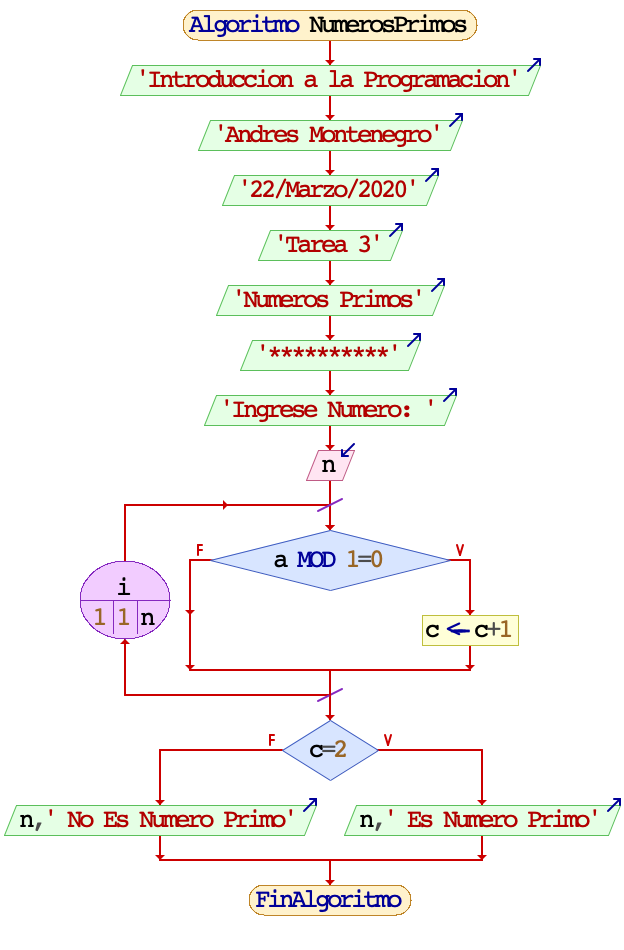 Algoritmo NumerosPrimos
'Introduccion a la Programacion'
'Andres Montenegro'
'22/Marzo/2020'
'Tarea 3'
'Numeros Primos'
'**********'
'Ingrese Numero: '
n
F
a MOD 1=0
V
i
1 1 n
c ← c+1
F
c=2
V
n,' No Es Numero Primo'
n,' Es Numero Primo'
FinAlgoritmo